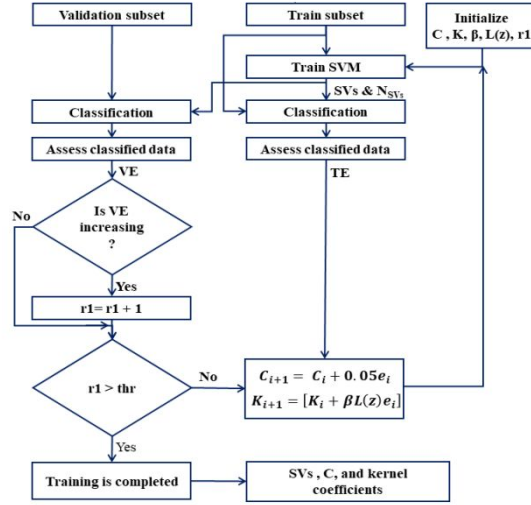 Validation subset
Train subset
Initialize
C , K, β, L(z), r1
Train SVM
SVs & N_SVs
Classification
Classification
Assess classified data
Assess classified data
VE
TE
No
Is VE
increasing
?
Yes
r1= r1 + 1
r1 > thr
No
C_{i+1} = C_i + 0.05e_i
K_{i+1} = [K_i + βL(z)e_i]
Yes
Training is completed
SVs , C, and kernel
coefficients